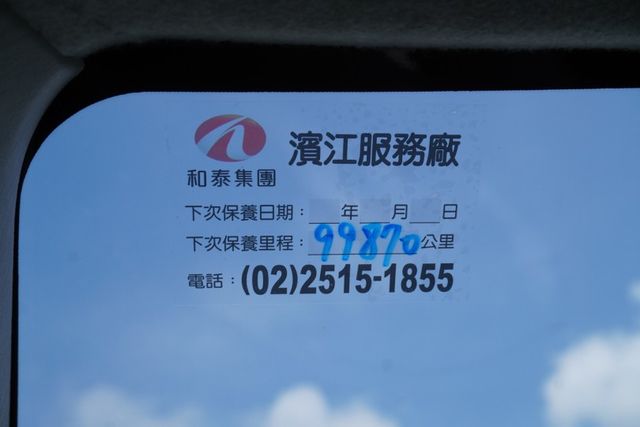 濱江服務廠
和泰集團
下次保養日期：年月日
下次保養里程：99870公里
電話：(02)2515-1855